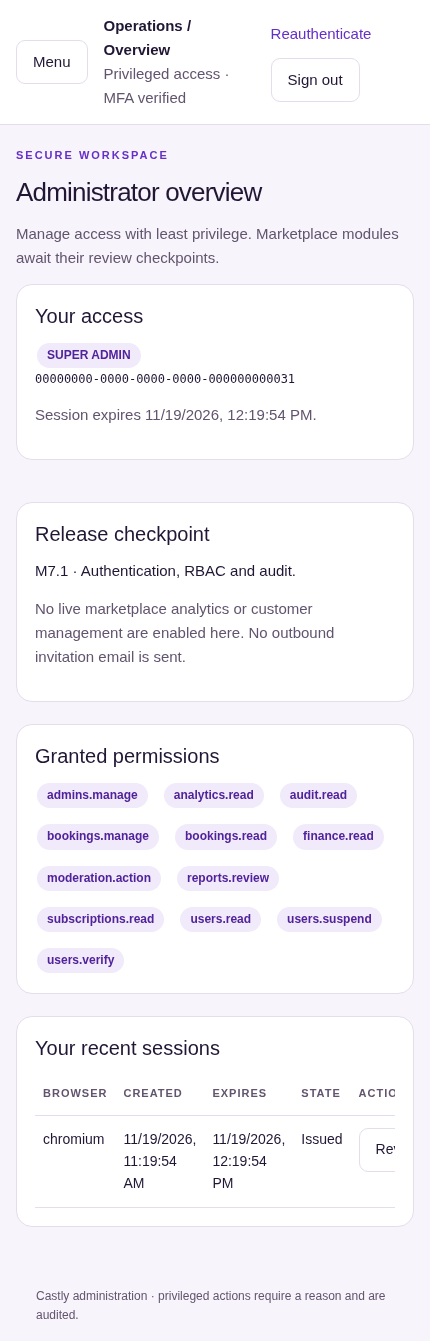 Menu
Operations /
Overview
Privileged access ·
MFA verified
Reauthenticate
Sign out
SECURE WORKSPACE
Administrator overview
Manage access with least privilege. Marketplace modules
await their review checkpoints.
Your access
SUPER ADMIN
00000000-0000-0000-0000-000000000031
Session expires 11/19/2026, 12:19:54 PM.
Release checkpoint
M7.1 · Authentication, RBAC and audit.
No live marketplace analytics or customer
management are enabled here. No outbound
invitation email is sent.
Granted permissions
admins.manage analytics.read audit.read
bookings.manage bookings.read finance.read
moderation.action reports.review
subscriptions.read users.read users.suspend
users.verify
Your recent sessions
BROWSER CREATED EXPIRES STATE
chromium 11/19/2026, 11:19:54 AM 11/19/2026, 12:19:54 PM Issued
Castly administration · privileged actions require a reason and are
audited.